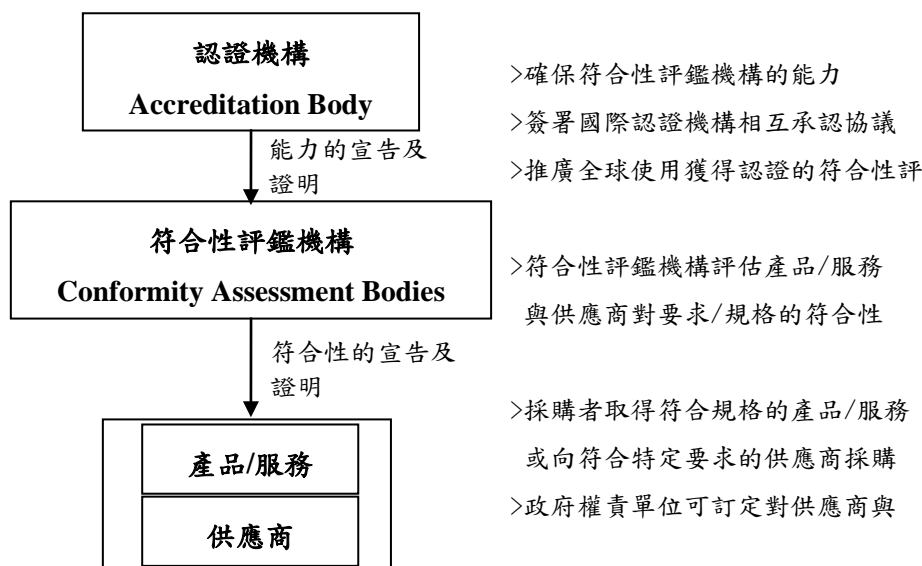 認證機構
Accreditation Body
>確保符合性評鑑機構的能力
>簽署國際認證機構相互承認協議
>推廣全球使用獲得認證的符合性評
能力的宣告及
證明
符合性評鑑機構
Conformity Assessment Bodies
>符合性評鑑機構評估產品/服務
與供應商對要求/規格的符合性
符合性的宣告及
證明
>採購者取得符合規格的產品/服務
或向符合特定要求的供應商採購
>政府權責單位可訂定對供應商與
產品/服務
供應商